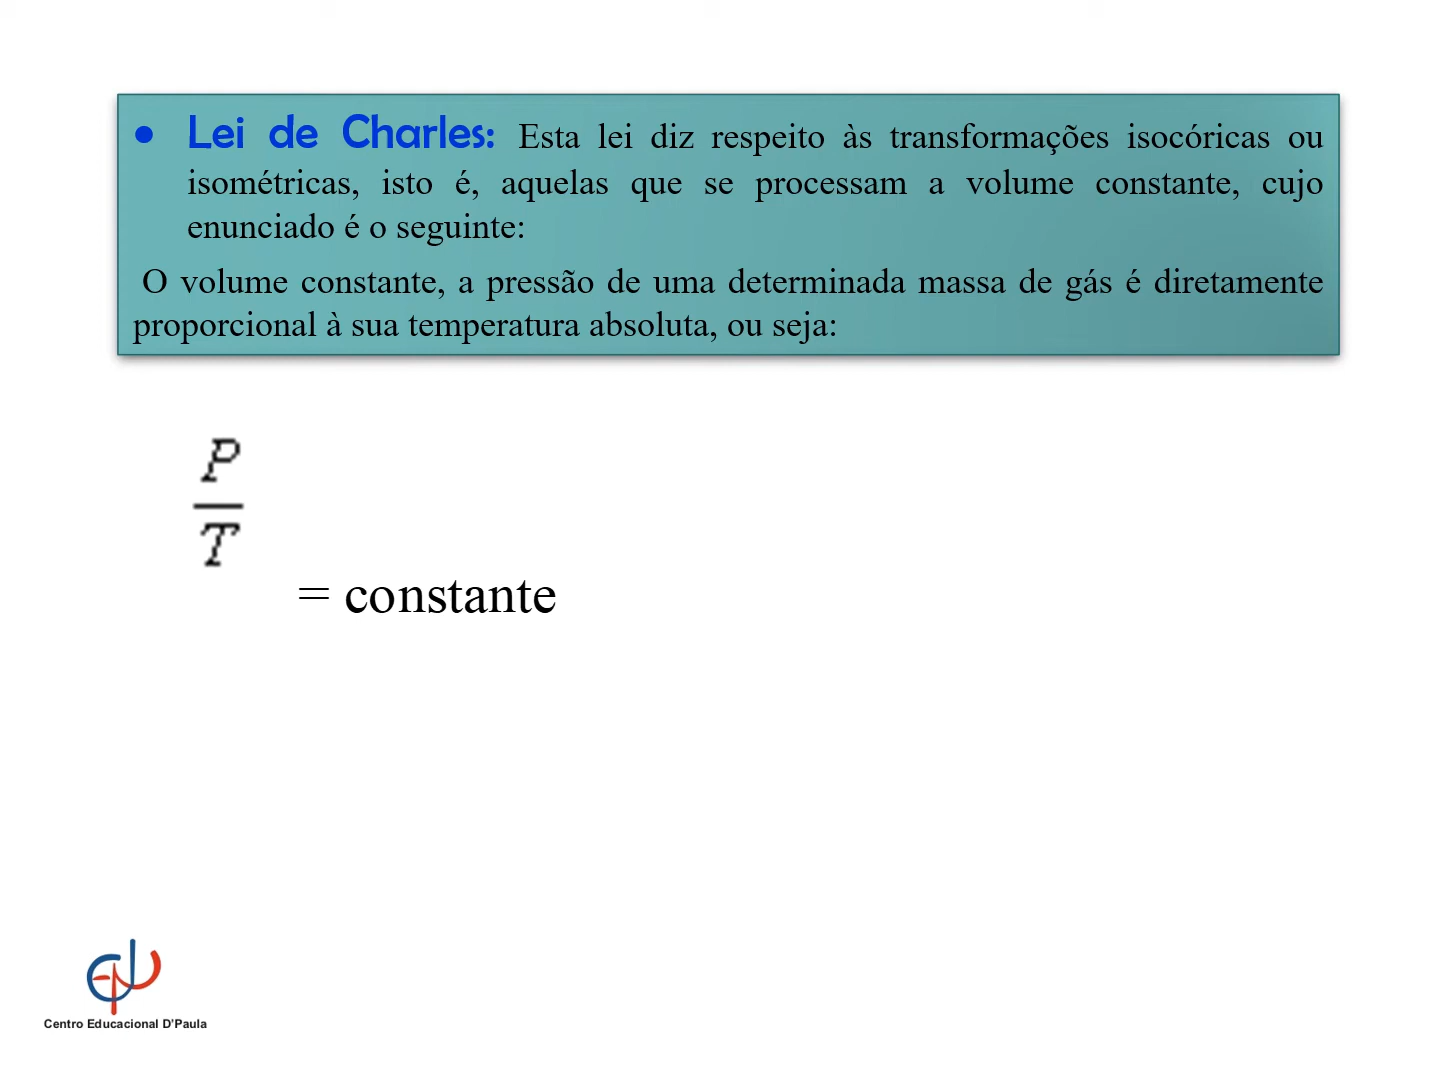 • Lei de Charles: Esta lei diz respeito às transformações isocóricas ou
isométricas, isto é, aquelas que se processam a volume constante, cujo
enunciado é o seguinte:
O volume constante, a pressão de uma determinada massa de gás é diretamente
proporcional à sua temperatura absoluta, ou seja:
P
T
= constante
Centro Educacional D'Paula